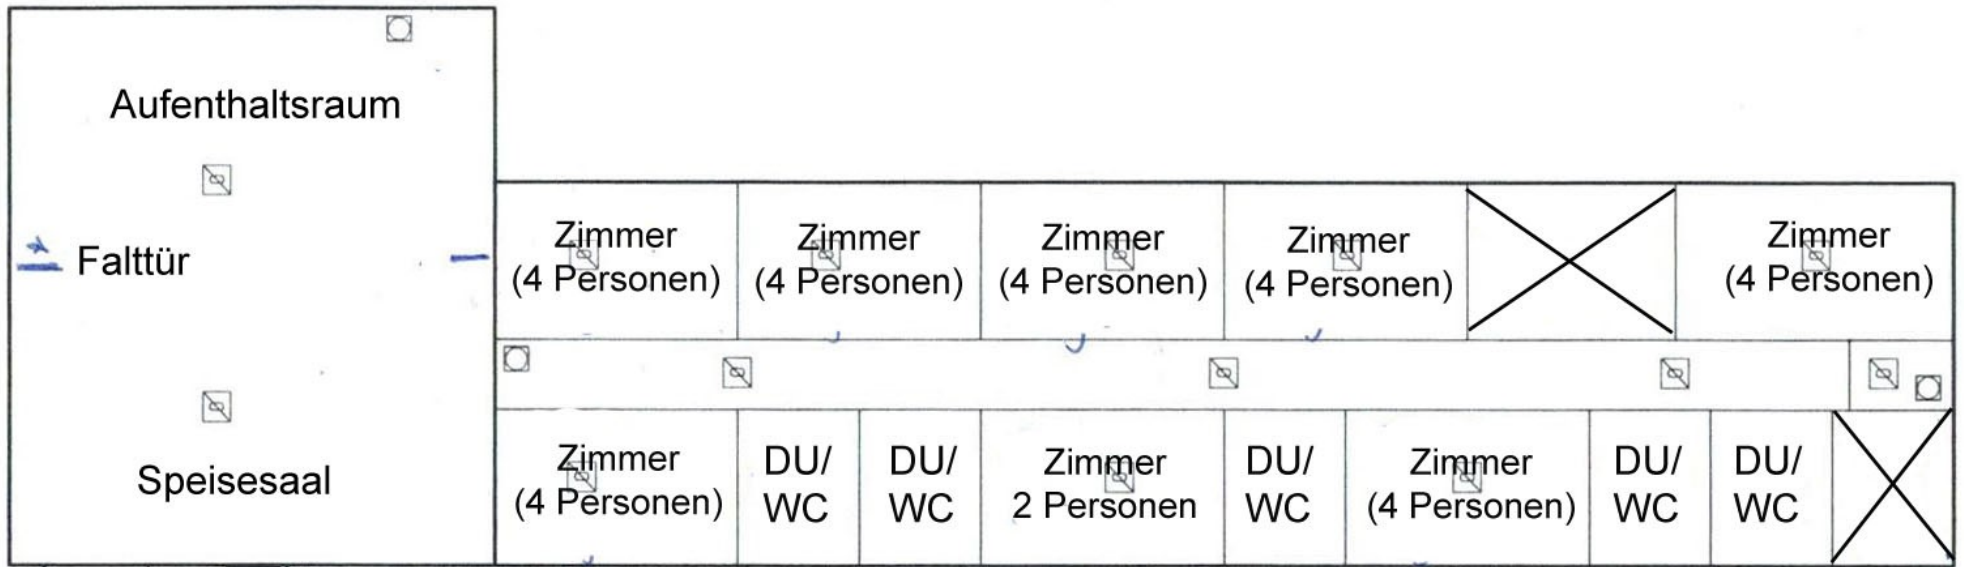 Aufenthaltsraum
Falttür
Speisesaal
Zimmer
(4 Personen)
Zimmer
(4 Personen)
Zimmer
(4 Personen)
Zimmer
(4 Personen)
Zimmer
(4 Personen)
Zimmer
(4 Personen)
DU/
WC
DU/
WC
Zimmer
2 Personen
DU/
WC
Zimmer
(4 Personen)
DU/
WC
DU/
WC